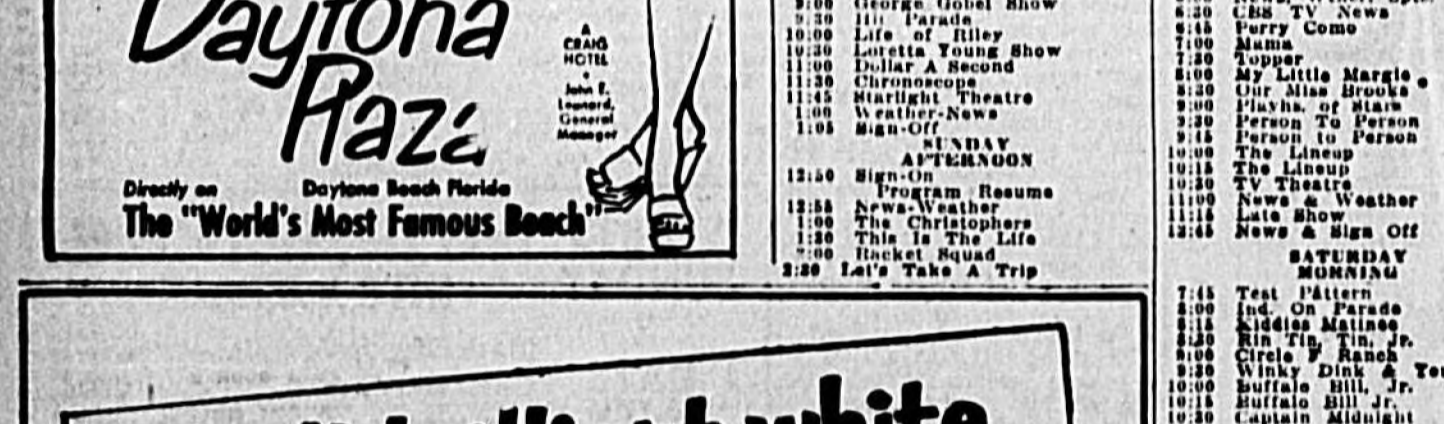 Daytona
Plaza
A
CRAIG
HOTEL
John E.
Leonard,
General
Manager
Directly on Daytona Beach Florida
The "World's Most Famous Beach"
9:00 George Gobel Show
9:30 Hit Parade
10:00 Life of Riley
10:30 Loretta Young Show
11:00 Dollar A Second
11:30 Chronoscope
11:45 Starlight Theatre
1:00 Weather-News
1:05 Sign-Off
SUNDAY
AFTERNOON
12:50 Sign-On
Program Resume
12:55 News-Weather
1:00 The Christophers
1:30 This Is The Life
2:00 Racket Squad
2:30 Let's Take A Trip
6:30 CBS TV News
6:45 Perry Como
7:00 Mama
7:30 Topper
8:00 My Little Margie
8:30 Our Miss Brooks
9:00 Playhs. of Stars
9:30 Person To Person
9:45 Person to Person
10:00 The Lineup
10:15 The Lineup
10:30 TV Theatre
11:00 News & Weather
11:15 Late Show
12:45 News & Sign Off
SATURDAY
MORNING
7:45 Test Pattern
8:00 Ind. On Parade
8:15 Kiddies Matinee
8:30 Rin Tin Tin, Jr.
9:00 Circle F Ranch
9:30 Winky Dink & You
10:00 Buffalo Bill, Jr.
10:15 Buffalo Bill Jr.
10:30 Captain Midnight
white